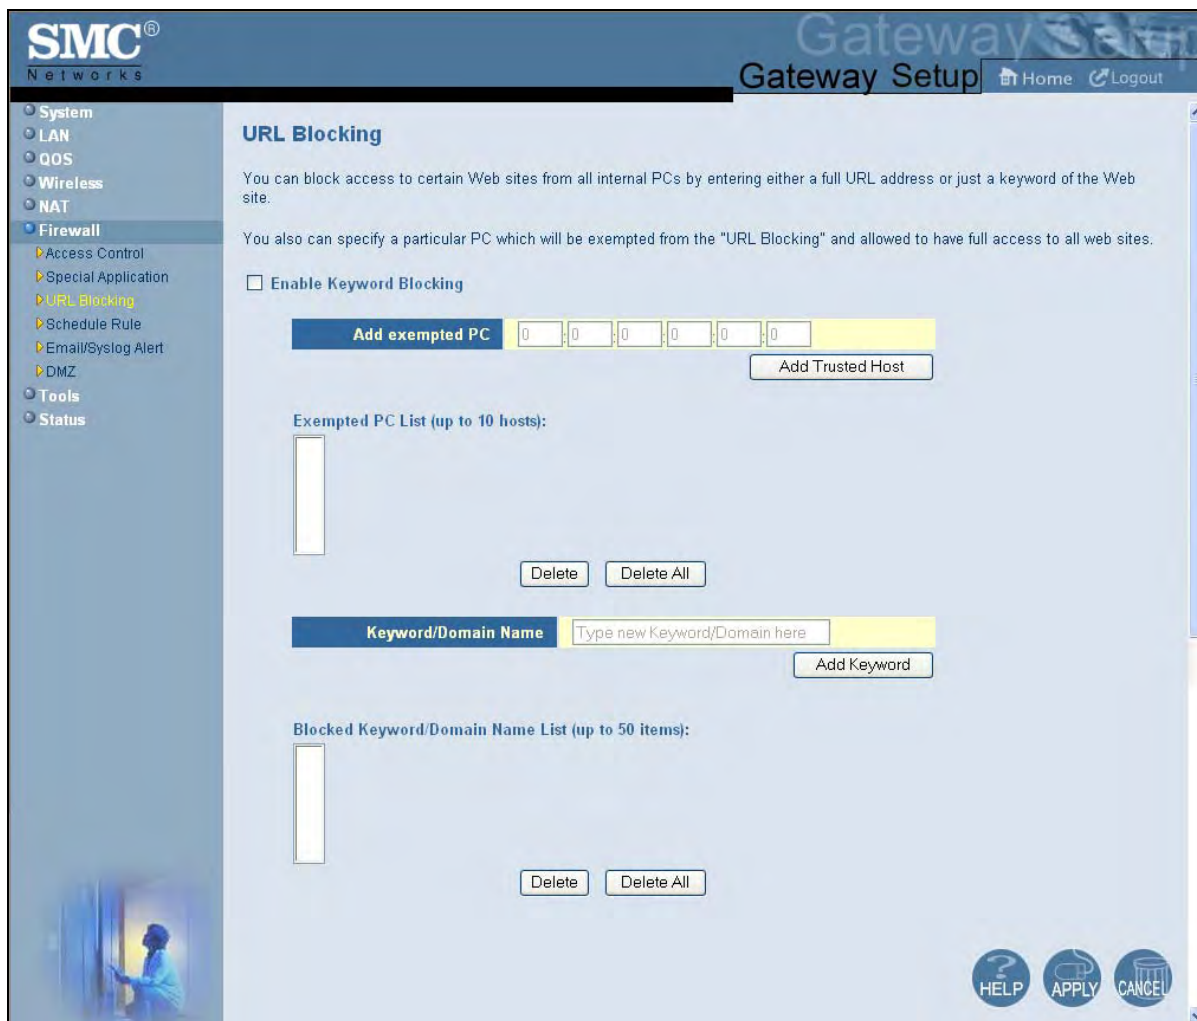 SMC®
Networks
Gateway Setup
Gateway Setup
Home
Logout
System
LAN
QOS
Wireless
NAT
Firewall
Access Control
Special Application
URL Blocking
Schedule Rule
Email/Syslog Alert
DMZ
Tools
Status
URL Blocking
You can block access to certain Web sites from all internal PCs by entering either a full URL address or just a keyword of the Web
site.
You also can specify a particular PC which will be exempted from the "URL Blocking" and allowed to have full access to all web sites.
Enable Keyword Blocking
Add exempted PC 0 :0 :0 :0 :0 :0
Add Trusted Host
Exempted PC List (up to 10 hosts):
Delete Delete All
Keyword/Domain Name Type new Keyword/Domain here
Add Keyword
Blocked Keyword/Domain Name List (up to 50 items):
Delete Delete All
HELP APPLY CANCEL